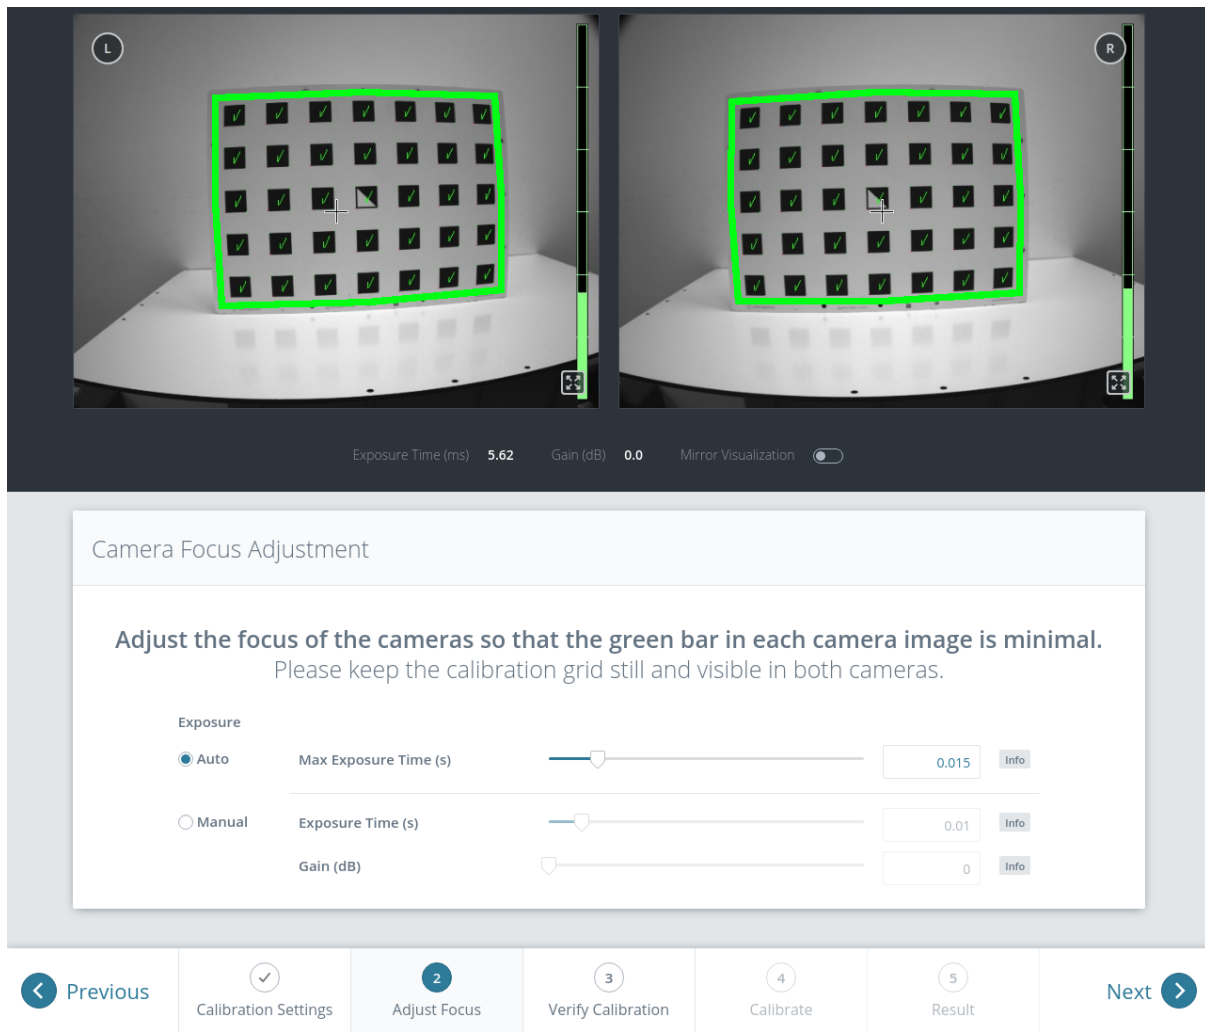 L
R
Exposure Time (ms) 5.62 Gain (dB) 0.0 Mirror Visualization
Camera Focus Adjustment
Adjust the focus of the cameras so that the green bar in each camera image is minimal.
Please keep the calibration grid still and visible in both cameras.
Exposure
Auto Max Exposure Time (s) 0.015 Info
Manual Exposure Time (s) 0.01 Info
Gain (dB) 0 Info
Previous
Calibration Settings
2
Adjust Focus
3
Verify Calibration
4
Calibrate
5
Result
Next